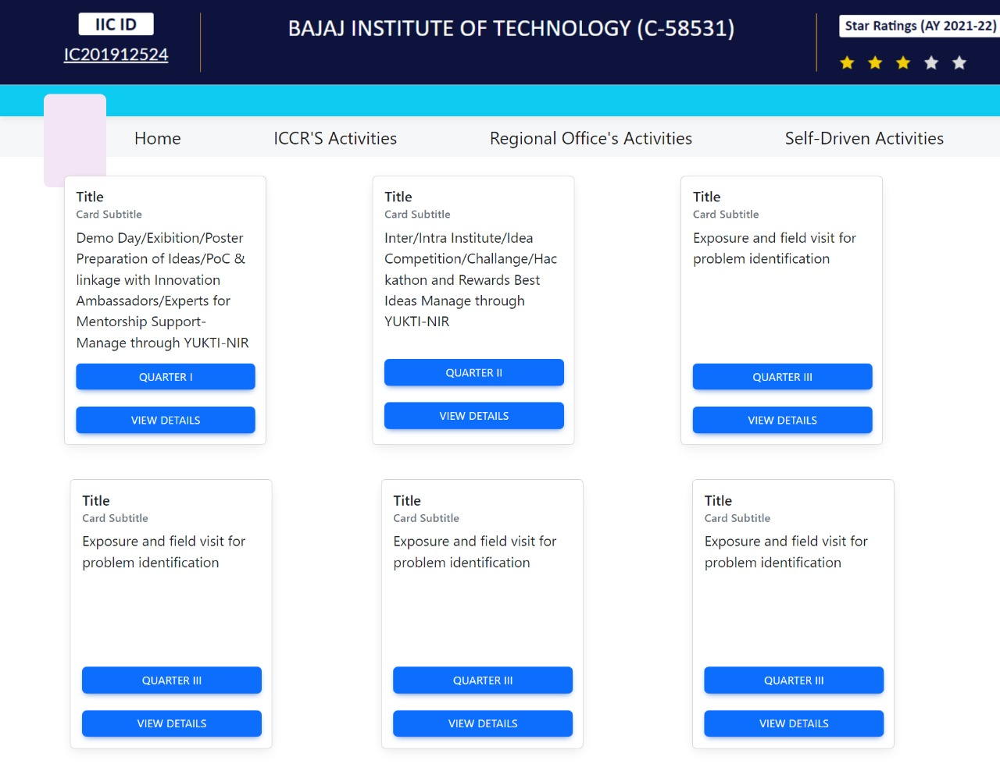 IIC ID
IC201912524
BAJAJ INSTITUTE OF TECHNOLOGY (C-58531)
Star Ratings (AY 2021-22)
Home
ICCR'S Activities
Regional Office's Activities
Self-Driven Activities
Title
Card Subtitle
Demo Day/Exibition/Poster
Preparation of Ideas/PoC &
linkage with Innovation
Ambassadors/Experts for
Mentorship Support-
Manage through YUKTI-NIR
QUARTER I
VIEW DETAILS
Title
Card Subtitle
Inter/Intra Institute/Idea
Competition/Challange/Hac
kathon and Rewards Best
Ideas Manage through
YUKTI-NIR
QUARTER II
VIEW DETAILS
Title
Card Subtitle
Exposure and field visit for
problem identification
QUARTER III
VIEW DETAILS
Title
Card Subtitle
Exposure and field visit for
problem identification
QUARTER III
VIEW DETAILS
Title
Card Subtitle
Exposure and field visit for
problem identification
QUARTER III
VIEW DETAILS
Title
Card Subtitle
Exposure and field visit for
problem identification
QUARTER III
VIEW DETAILS